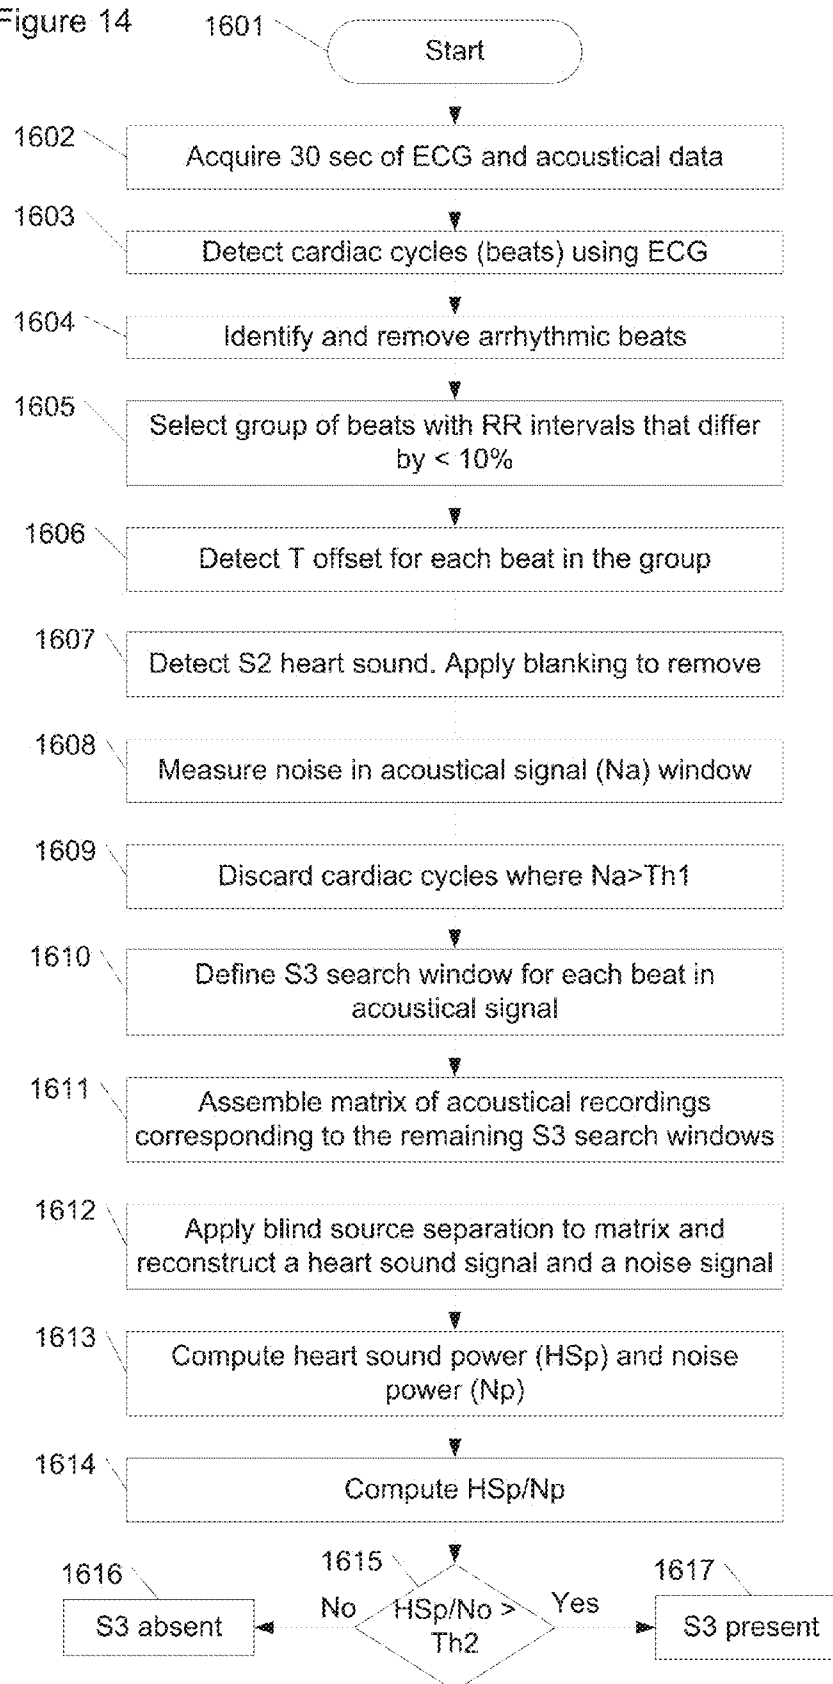 Figure 14
1601
Start
1602
Acquire 30 sec of ECG and acoustical data
1603
Detect cardiac cycles (beats) using ECG
1604
Identify and remove arrhythmic beats
1605
Select group of beats with RR intervals that differ
by < 10%
1606
Detect T offset for each beat in the group
1607
Detect S2 heart sound. Apply blanking to remove
1608
Measure noise in acoustical signal (Na) window
1609
Discard cardiac cycles where Na>Th1
1610
Define S3 search window for each beat in
acoustical signal
1611
Assemble matrix of acoustical recordings
corresponding to the remaining S3 search windows
1612
Apply blind source separation to matrix and
reconstruct a heart sound signal and a noise signal
1613
Compute heart sound power (HSp) and noise
power (Np)
1614
Compute HSp/Np
1615
HSp/No >
Th2
No
Yes
1616
S3 absent
1617
S3 present